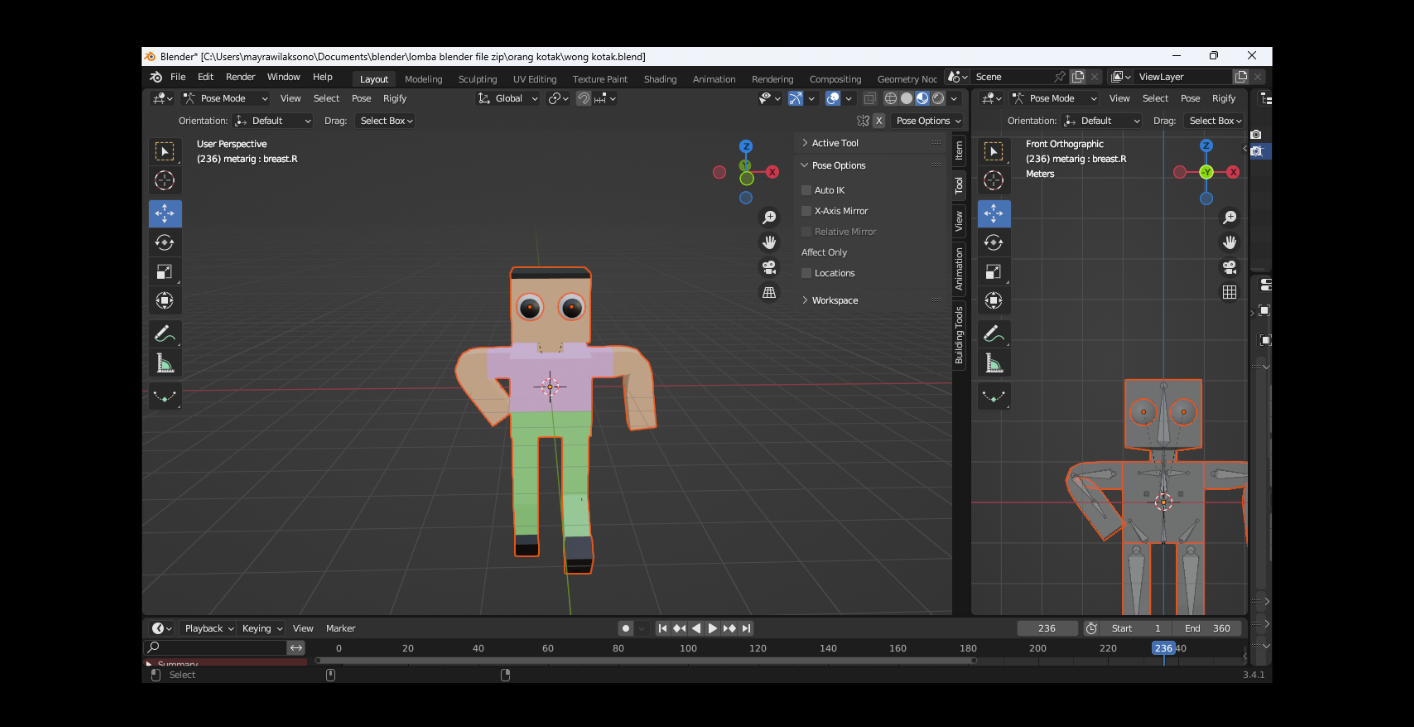 Blender* [C:\Users\mayrawilaksono\Documents\blender\lomba blender file zip\orang kotak\wong kotak.blend]
File Edit Render Window Help Layout Modeling Sculpting UV Editing Texture Paint Shading Animation Rendering Compositing Geometry Noc Scene ViewLayer
Pose Mode View Select Pose Rigify Global Pose Mode View Select Pose Rigify
Orientation: Default Drag: Select Box X Pose Options Orientation: Default Drag: Select Box
User Perspective
(236) metarig : breast.R
Z
Y
X
Active Tool
Pose Options
Auto IK
X-Axis Mirror
Relative Mirror
Affect Only
Locations
Workspace
Item
Tool
View
Animation
Building Tools
Front Orthographic
(236) metarig : breast.R
Meters
Z
-Y
X
Playback Keying View Marker 236 Start 1 End 360
0 20 40 60 80 100 120 140 160 180 200 220 236 40
Summary
Select 3.4.1